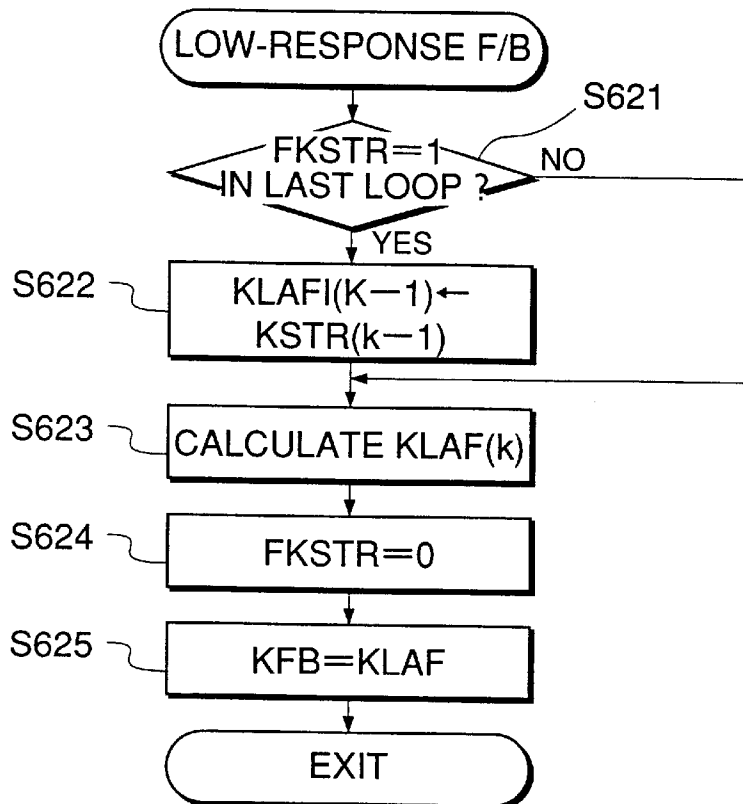 LOW-RESPONSE F/B
S621
FKSTR=1
IN LAST LOOP ?
NO
YES
S622
KLAFI(K-1)←
KSTR(k-1)
S623
CALCULATE KLAF(k)
S624
FKSTR=0
S625
KFB=KLAF
EXIT